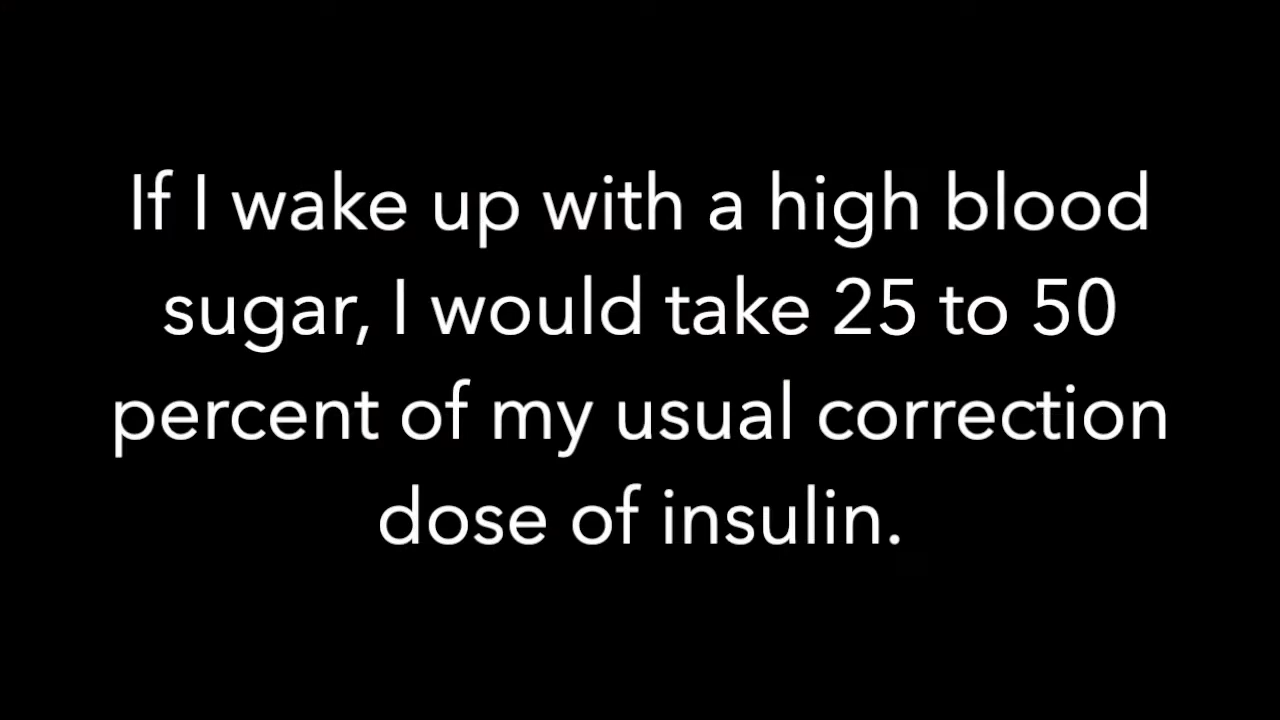 If I wake up with a high blood
sugar, I would take 25 to 50
percent of my usual correction
dose of insulin.